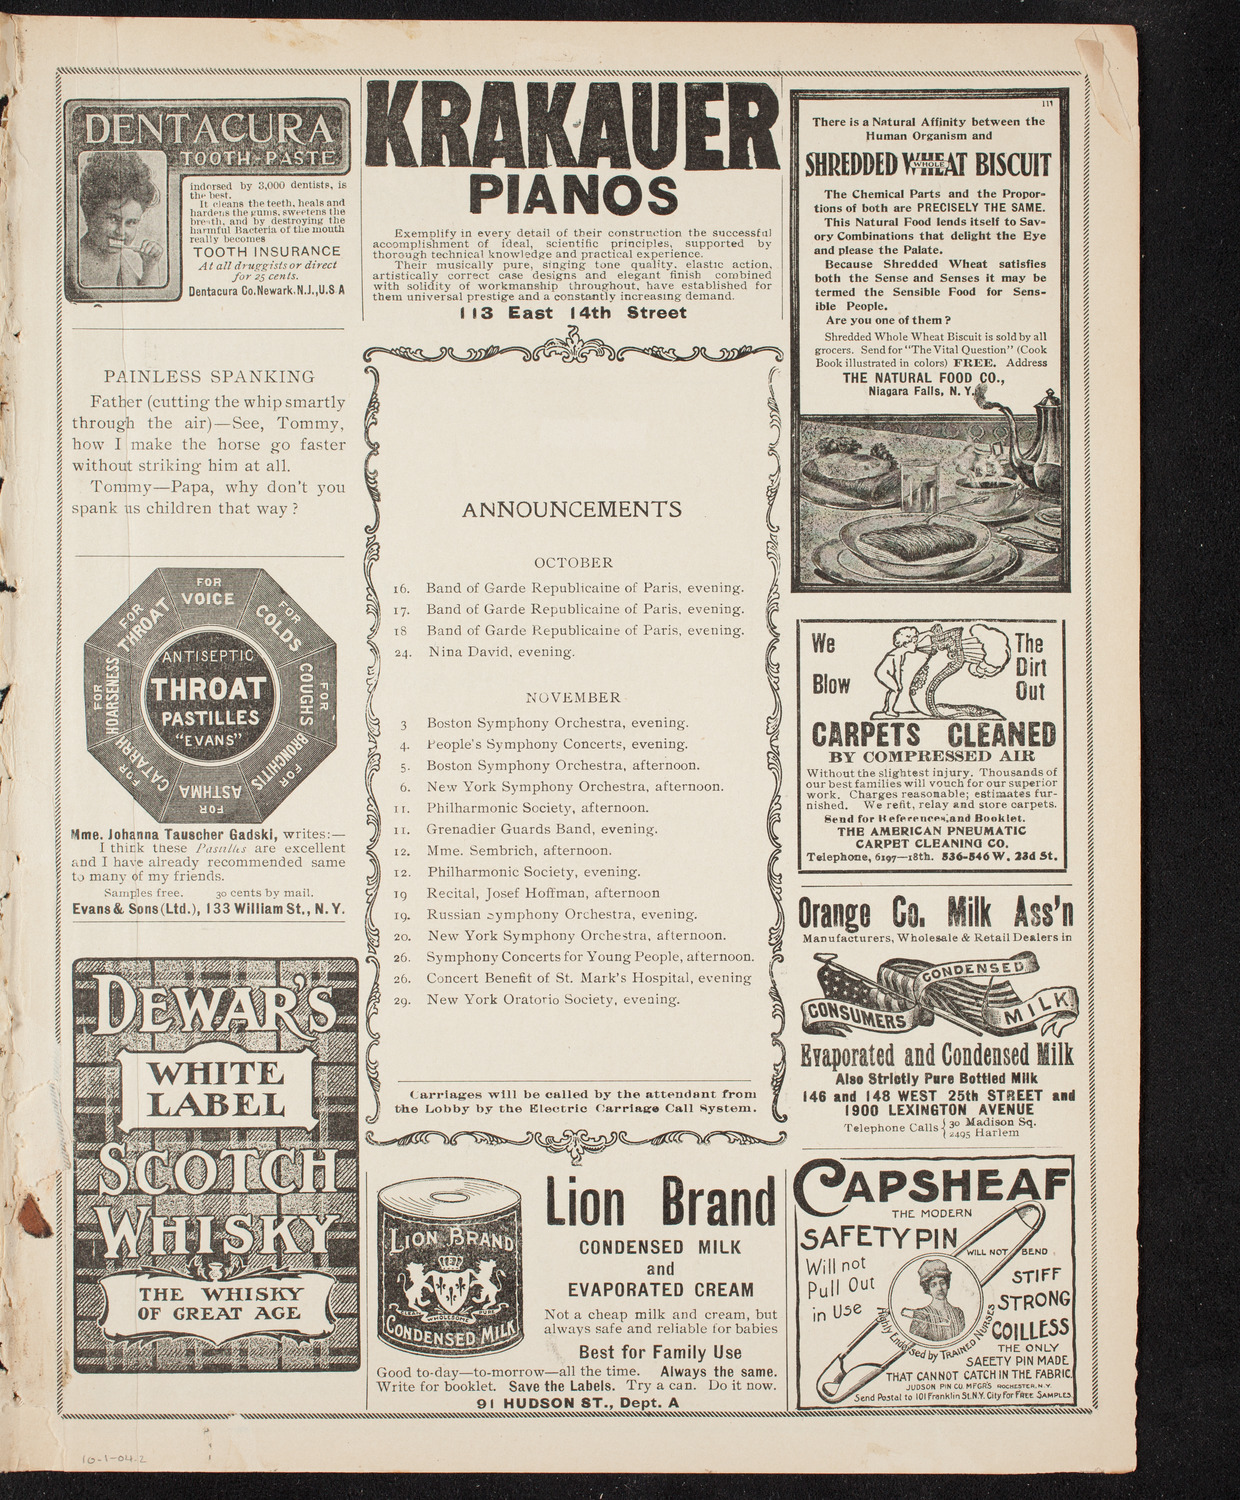 DENTACURA
TOOTH-PASTE
indorsed by 3,000 dentists, is
the best.
It cleans the teeth, heals and
hardens the gums, sweetens the
breath, and by destroying the
harmful Bacteria of the mouth
really becomes
TOOTH INSURANCE
At all druggists or direct
for 25 cents.
Dentacura Co. Newark. N.J., U.S A
PAINLESS SPANKING
Father (cutting the whip smartly
through the air)—See, Tommy,
how I make the horse go faster
without striking him at all.
Tommy—Papa, why don't you
spank us children that way?
FOR VOICE
FOR COLDS
FOR COUGHS
FOR BRONCHITIS
FOR ASTHMA
FOR CATARRH
FOR HOARSENESS
FOR THROAT
ANTISEPTIC
THROAT
PASTILLES
"EVANS"
Mme. Johanna Tauscher Gadski, writes:—
I think these Pastilles are excellent
and I have already recommended same
to many of my friends.
Samples free. 30 cents by mail.
Evans & Sons (Ltd.), 133 William St., N. Y.
DEWAR'S
WHITE
LABEL
SCOTCH
WHISKY
THE WHISKY
OF GREAT AGE
KRAKAUER
PIANOS
Exemplify in every detail of their construction the successful
accomplishment of ideal, scientific principles, supported by
thorough technical knowledge and practical experience.
Their musically pure, singing tone quality, elastic action,
artistically correct case designs and elegant finish combined
with solidity of workmanship throughout, have established for
them universal prestige and a constantly increasing demand.
113 East 14th Street
ANNOUNCEMENTS
OCTOBER
16. Band of Garde Republicaine of Paris, evening.
17. Band of Garde Republicaine of Paris, evening.
18 Band of Garde Republicaine of Paris, evening.
24. Nina David, evening.
NOVEMBER
3 Boston Symphony Orchestra, evening.
4. People's Symphony Concerts, evening.
5. Boston Symphony Orchestra, afternoon.
6. New York Symphony Orchestra, afternoon.
11. Philharmonic Society, afternoon.
11. Grenadier Guards Band, evening.
12. Mme. Sembrich, afternoon.
12. Philharmonic Society, evening.
19 Recital, Josef Hoffman, afternoon
19. Russian Symphony Orchestra, evening.
20. New York Symphony Orchestra, afternoon.
26. Symphony Concerts for Young People, afternoon.
26. Concert Benefit of St. Mark's Hospital, evening
29. New York Oratorio Society, evening.
Carriages will be called by the attendant from
the Lobby by the Electric Carriage Call System.
LION BRAND
WHOLESOME PURE
CONDENSED MILK
Lion Brand
CONDENSED MILK
and
EVAPORATED CREAM
Not a cheap milk and cream, but
always safe and reliable for babies
Best for Family Use
Good to-day—to-morrow—all the time. Always the same.
Write for booklet. Save the Labels. Try a can. Do it now.
91 HUDSON ST., Dept. A
111
There is a Natural Affinity between the
Human Organism and
SHREDDED WHOLE WHEAT BISCUIT
The Chemical Parts and the Propor-
tions of both are PRECISELY THE SAME.
This Natural Food lends itself to Sav-
ory Combinations that delight the Eye
and please the Palate.
Because Shredded Wheat satisfies
both the Sense and Senses it may be
termed the Sensible Food for Sens-
ible People.
Are you one of them?
Shredded Whole Wheat Biscuit is sold by all
grocers. Send for "The Vital Question" (Cook
Book illustrated in colors) FREE. Address
THE NATURAL FOOD CO.,
Niagara Falls, N. Y.
We
Blow
The
Dirt
Out
CARPETS CLEANED
BY COMPRESSED AIR
Without the slightest injury. Thousands of
our best families will vouch for our superior
work. Charges reasonable; estimates fur-
nished. We refit, relay and store carpets.
Send for References and Booklet.
THE AMERICAN PNEUMATIC
CARPET CLEANING CO.
Telephone, 6197—18th. 536-546 W. 23d St.
Orange Co. Milk Ass'n
Manufacturers, Wholesale & Retail Dealers in
CONDENSED
CONSUMERS MILK
Evaporated and Condensed Milk
Also Strictly Pure Bottled Milk
146 and 148 WEST 25th STREET and
1900 LEXINGTON AVENUE
Telephone Calls { 30 Madison Sq.
{ 2495 Harlem
CAPSHEAF
THE MODERN
SAFETY PIN
WILL NOT BEND
Will not
Pull Out
in Use
STIFF
STRONG
COILLESS
Highly Endorsed by TRAINED NURSES
THE ONLY
SAFETY PIN MADE
THAT CANNOT CATCH IN THE FABRIC.
JUDSON PIN CO. MFGR'S ROCHESTER, N.Y.
Send Postal to 101 Franklin St. N.Y. City for FREE SAMPLES.
10-1-04.2